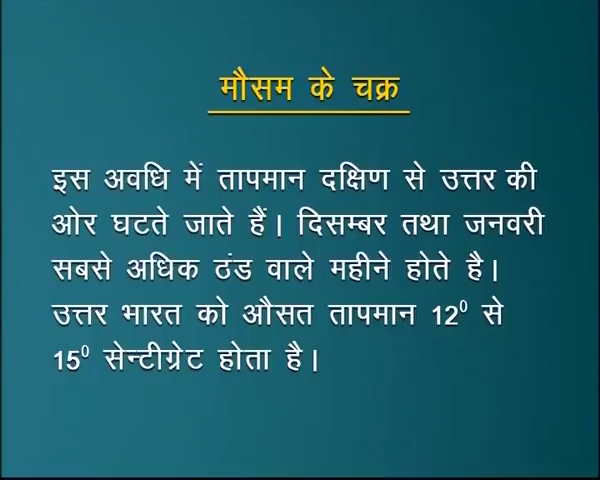 मौसम के चक्र
इस अवधि में तापमान दक्षिण से उत्तर की
ओर घटते जाते हैं। दिसम्बर तथा जनवरी
सबसे अधिक ठंड वाले महीने होते है।
उत्तर भारत को औसत तापमान 12⁰ से
15⁰ सेन्टीग्रेट होता है।